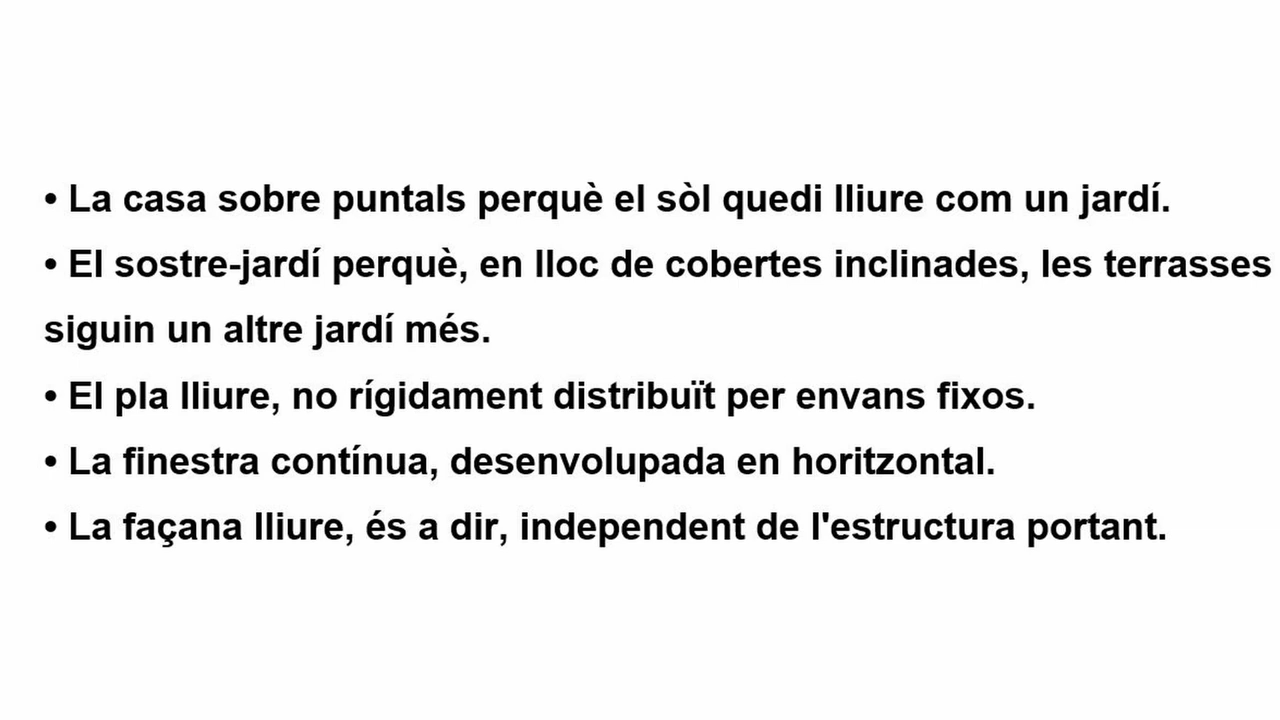 • La casa sobre puntals perquè el sòl quedi lliure com un jardí.
• El sostre-jardí perquè, en lloc de cobertes inclinades, les terrasses
siguin un altre jardí més.
• El pla lliure, no rígidament distribuït per envans fixos.
• La finestra contínua, desenvolupada en horitzontal.
• La façana lliure, és a dir, independent de l'estructura portant.